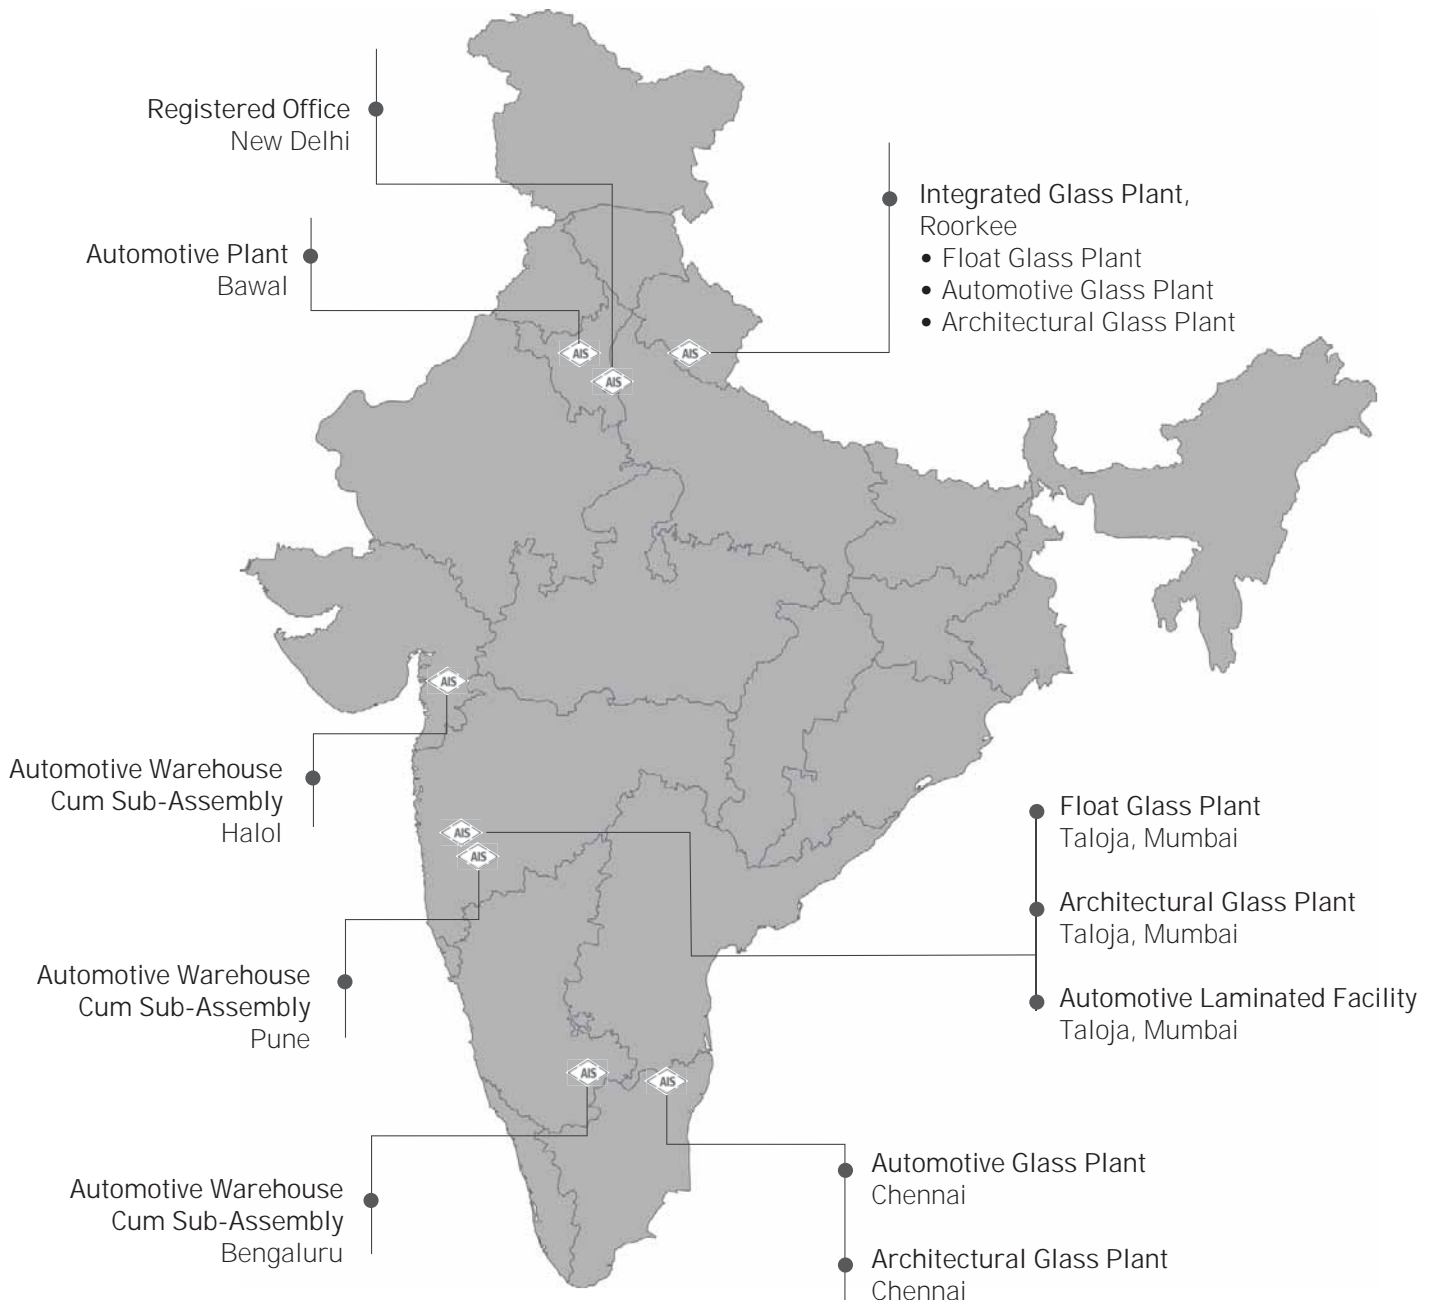 Registered Office
New Delhi
Automotive Plant
Bawal
Integrated Glass Plant,
Roorkee
• Float Glass Plant
• Automotive Glass Plant
• Architectural Glass Plant
AIS
AIS
AIS
AIS
Automotive Warehouse
Cum Sub-Assembly
Halol
AIS
AIS
Float Glass Plant
Taloja, Mumbai
Architectural Glass Plant
Taloja, Mumbai
Automotive Laminated Facility
Taloja, Mumbai
Automotive Warehouse
Cum Sub-Assembly
Pune
AIS
AIS
Automotive Warehouse
Cum Sub-Assembly
Bengaluru
Automotive Glass Plant
Chennai
Architectural Glass Plant
Chennai